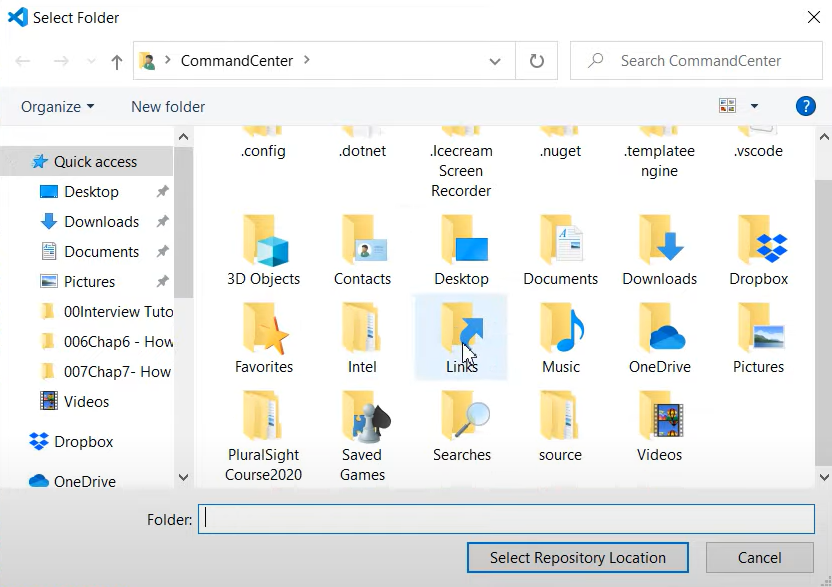 Select Folder
CommandCenter
Search CommandCenter
Organize
New folder
?
Quick access
Desktop
Downloads
Documents
Pictures
00Interview Tuto
006Chap6 - How
007Chap7- How
Videos
Dropbox
OneDrive
.config
.dotnet
.Icecream
Screen
Recorder
.nuget
.templatee
ngine
.vscode
3D Objects
Contacts
Desktop
Documents
Downloads
Dropbox
Favorites
Intel
Links
Music
OneDrive
Pictures
PluralSight
Course2020
Saved
Games
Searches
source
Videos
Folder:
Select Repository Location
Cancel